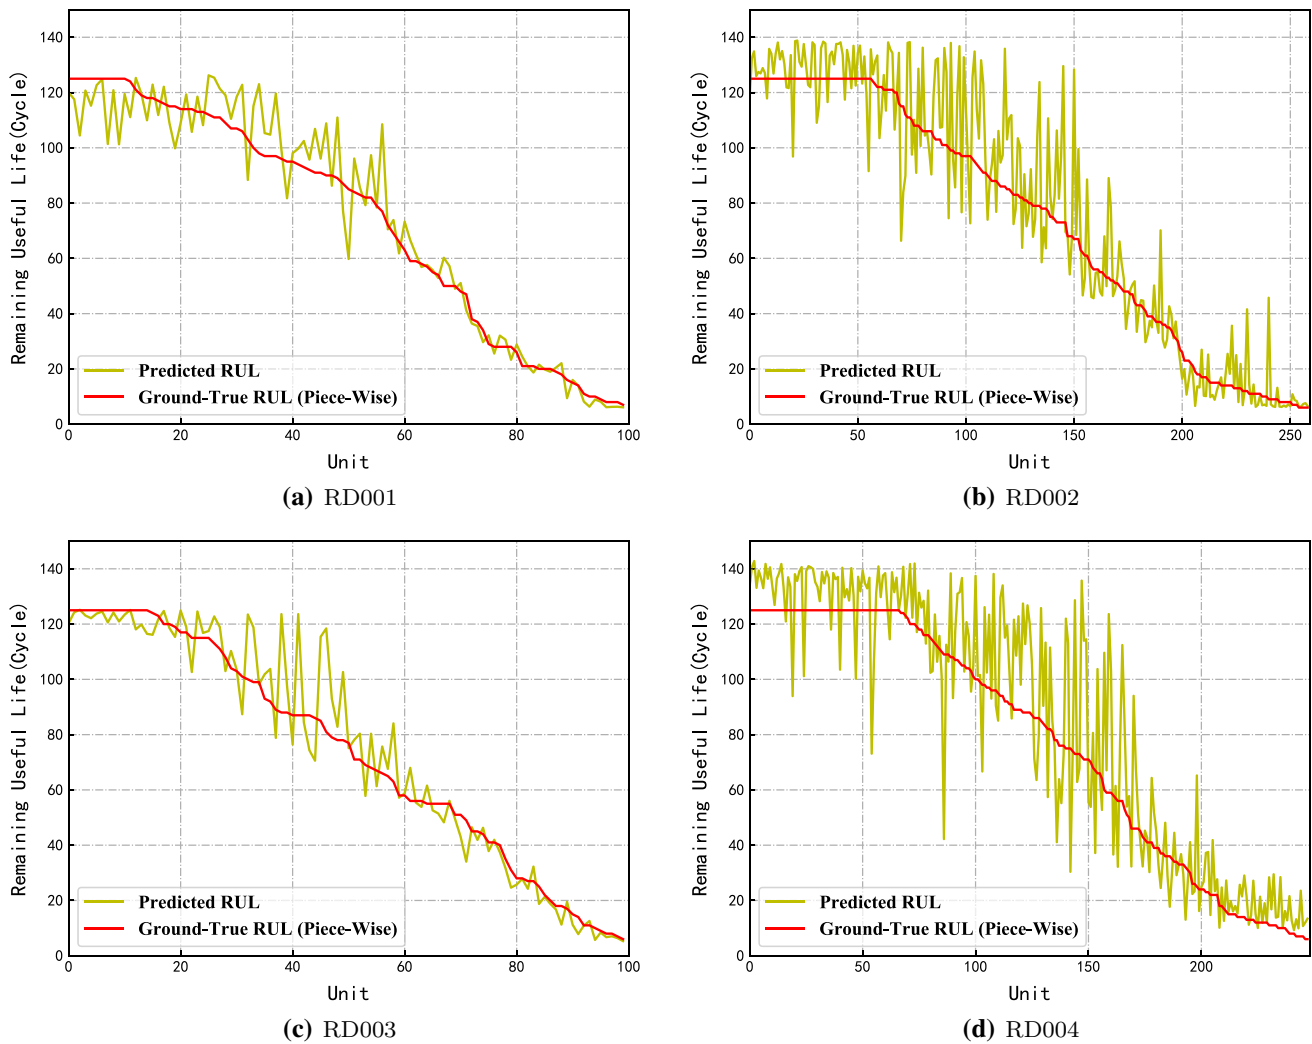 Remaining Useful Life(Cycle)
140
120
100
80
60
40
20
0
Predicted RUL
Ground-True RUL (Piece-Wise)
0 20 40 60 80 100
Unit
(a) RD001
Remaining Useful Life(Cycle)
140
120
100
80
60
40
20
0
Predicted RUL
Ground-True RUL (Piece-Wise)
0 50 100 150 200 250
Unit
(b) RD002
Remaining Useful Life(Cycle)
140
120
100
80
60
40
20
0
Predicted RUL
Ground-True RUL (Piece-Wise)
0 20 40 60 80 100
Unit
(c) RD003
Remaining Useful Life(Cycle)
140
120
100
80
60
40
20
0
Predicted RUL
Ground-True RUL (Piece-Wise)
0 50 100 150 200
Unit
(d) RD004